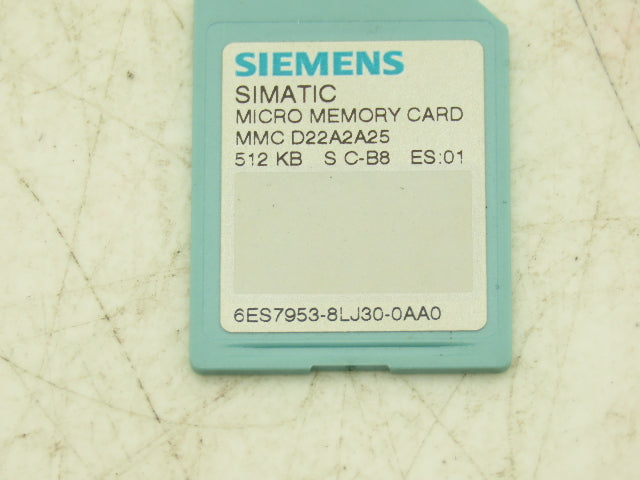 SIEMENS
SIMATIC
MICRO MEMORY CARD
MMC D22A2A25
512 KB S C-B8 ES:01
6ES7953-8LJ30-0AA0